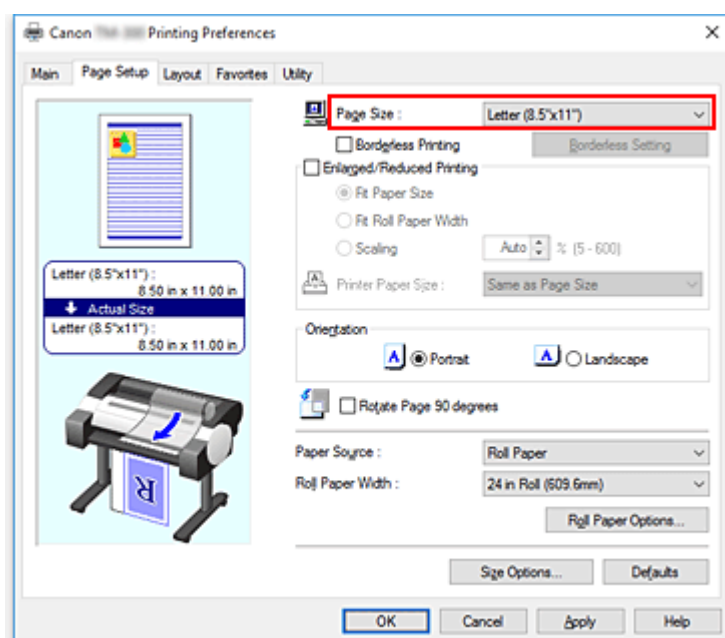 Canon Printing Preferences
Main Page Setup Layout Favorites Utility
Page Size : Letter (8.5"x11")
Borderless Printing Borderless Setting
Enlarged/Reduced Printing
Fit Paper Size
Fit Roll Paper Width
Scaling Auto % (5 - 600)
Printer Paper Size : Same as Page Size
Letter (8.5"x11") :
8.50 in x 11.00 in
Actual Size
Letter (8.5"x11") :
8.50 in x 11.00 in
Orientation
A Portrait A Landscape
Rotate Page 90 degrees
Paper Source : Roll Paper
Roll Paper Width : 24 in Roll (609.6mm)
R
Roll Paper Options...
Size Options... Defaults
OK Cancel Apply Help